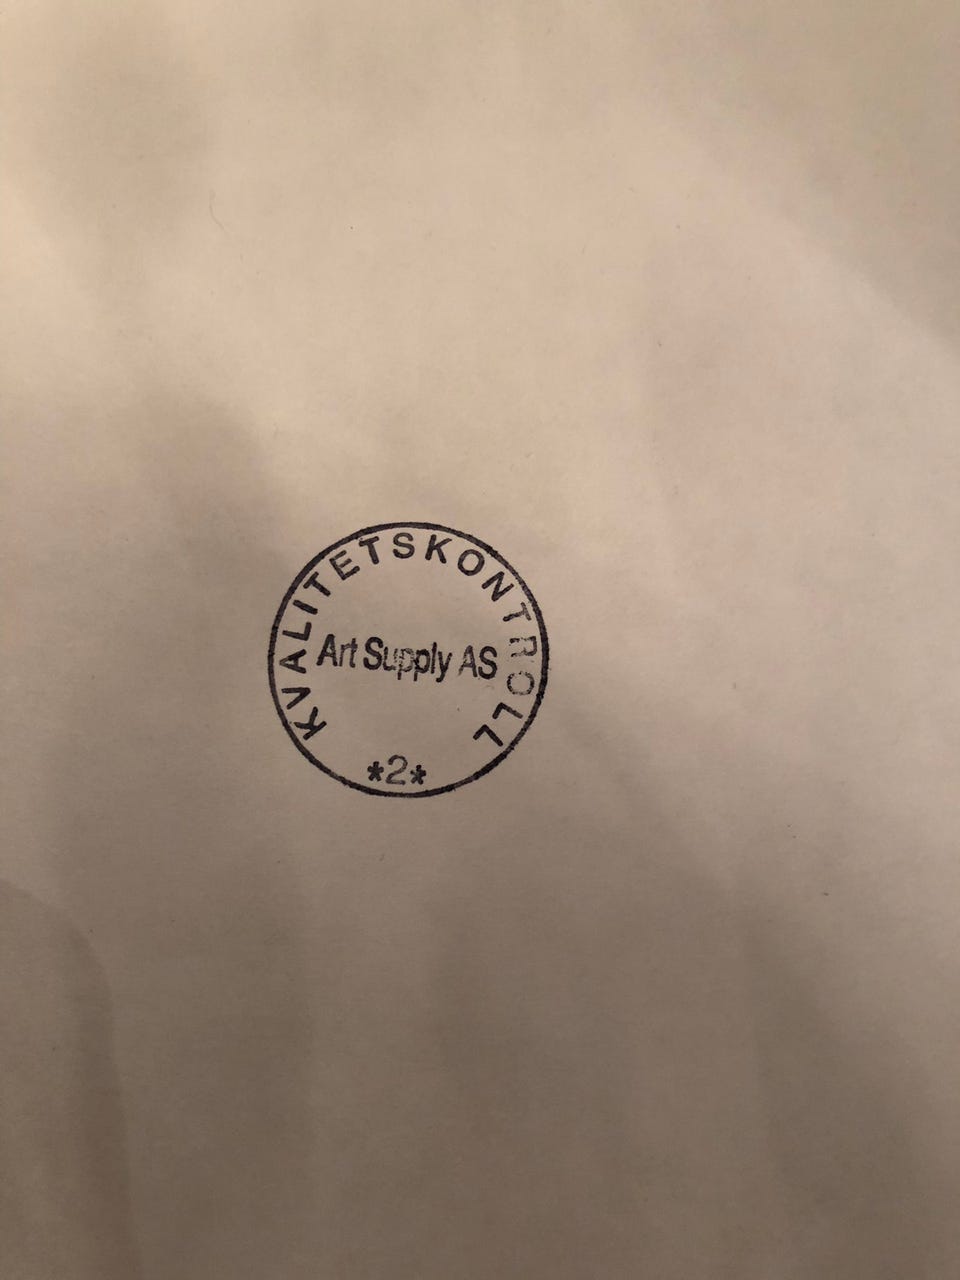 KVALITETSKONTROLL
Art Supply AS
*2*